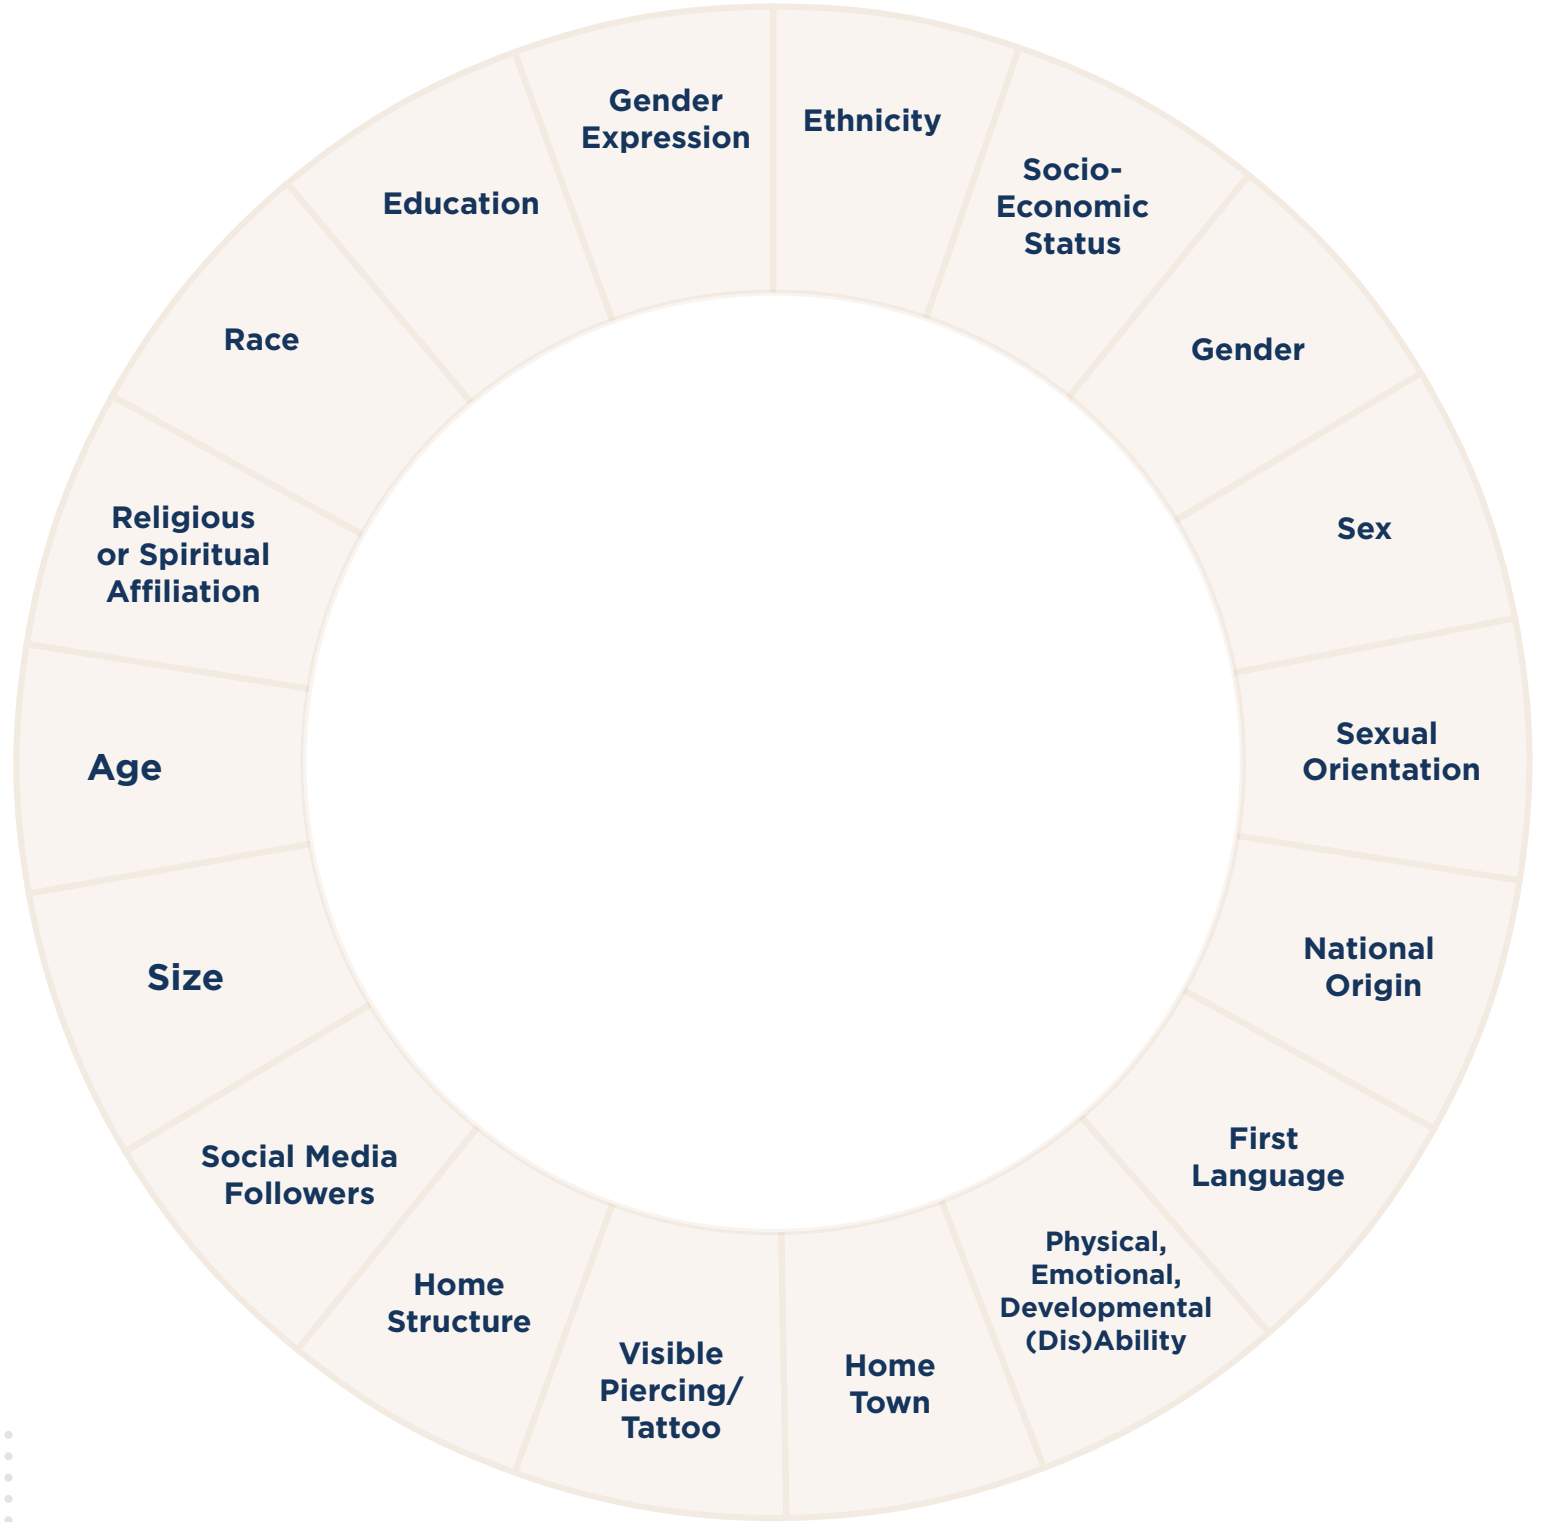 Gender
Expression
Ethnicity
Socio-
Economic
Status
Gender
Sex
Sexual
Orientation
National
Origin
First
Language
Physical,
Emotional,
Developmental
(Dis)Ability
Home
Town
Visible
Piercing/
Tattoo
Home
Structure
Social Media
Followers
Size
Age
Religious
or Spiritual
Affiliation
Race
Education